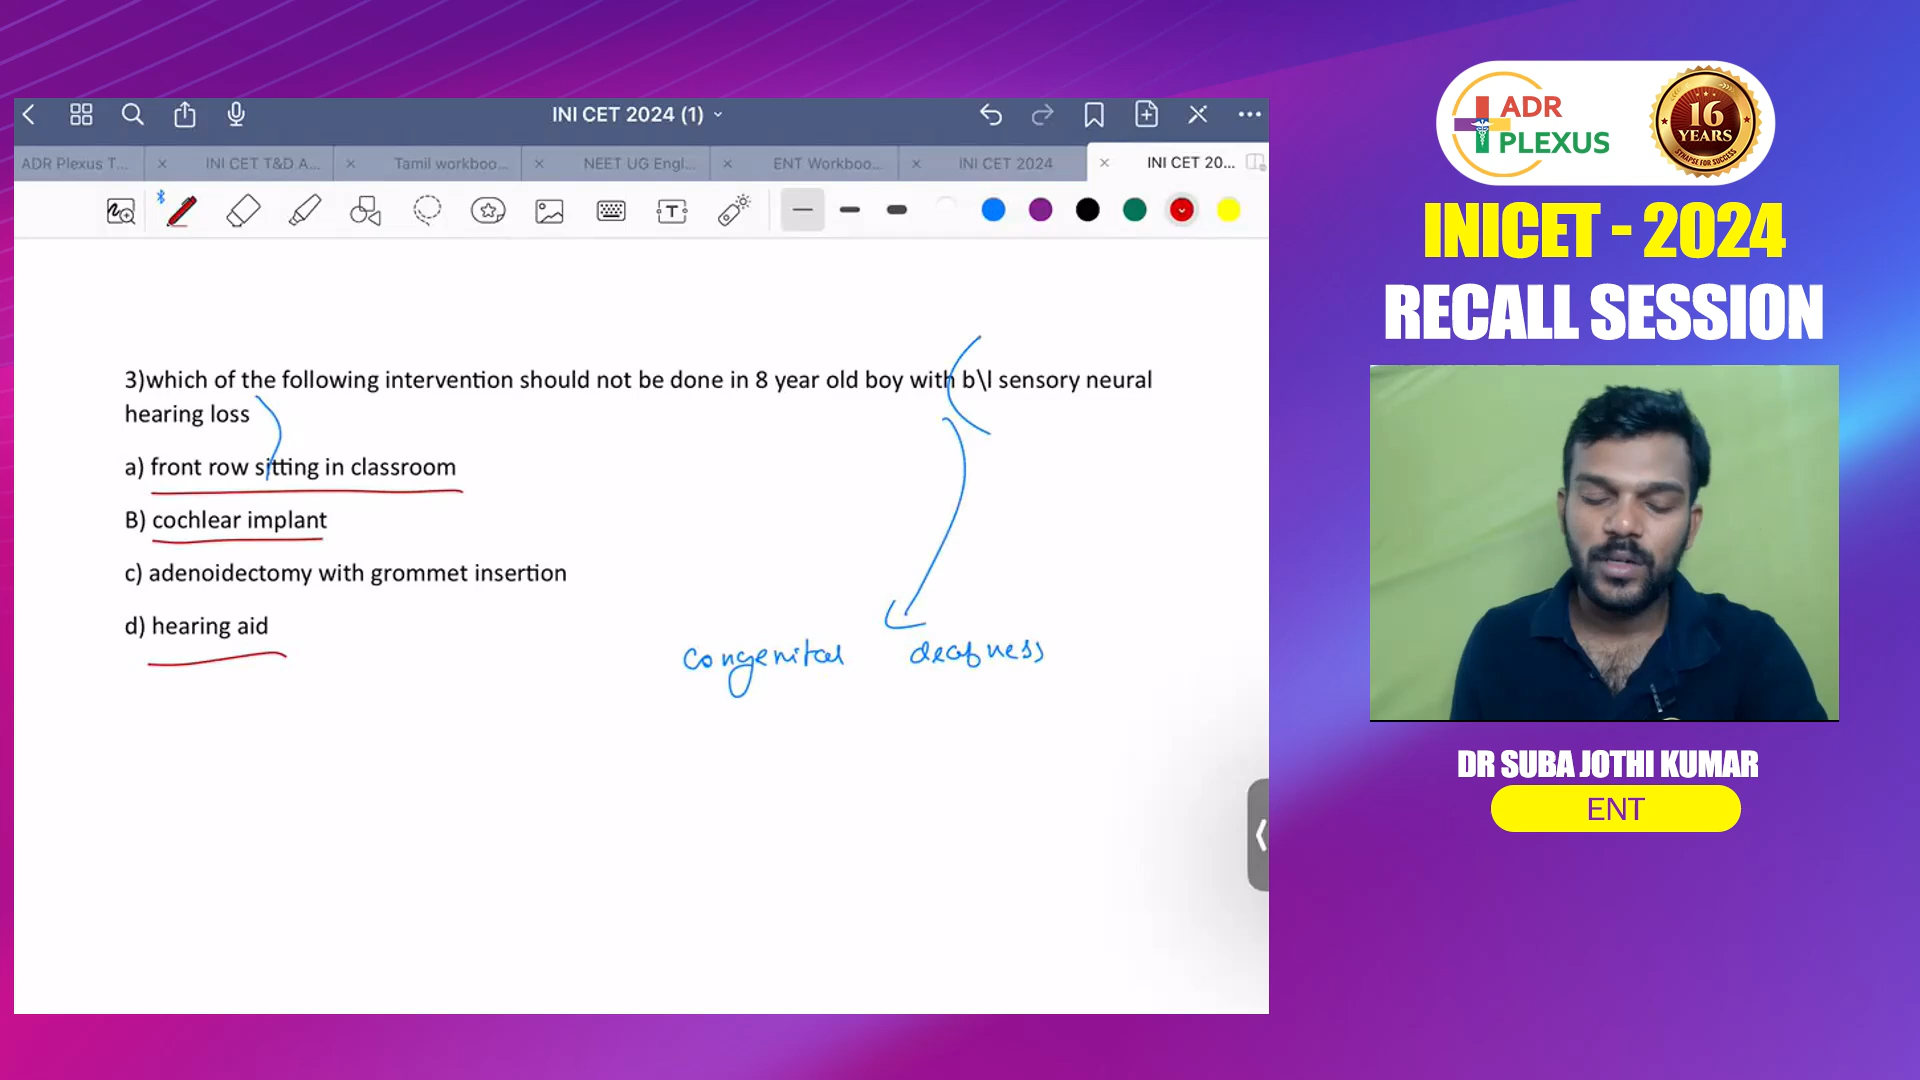 INI CET 2024 (1)
ADR Plexus T...
INI CET T&D A...
Tamil workboo...
NEET UG Engl...
ENT Workboo...
INI CET 2024
INI CET 20...
T
3)which of the following intervention should not be done in 8 year old boy with b\l sensory neural
hearing loss
a) front row sitting in classroom
B) cochlear implant
c) adenoidectomy with grommet insertion
d) hearing aid
congenital deafness
ADR
PLEXUS
16
YEARS
SYNAPSE FOR SUCCESS
INICET - 2024
RECALL SESSION
DR SUBA JOTHI KUMAR
ENT